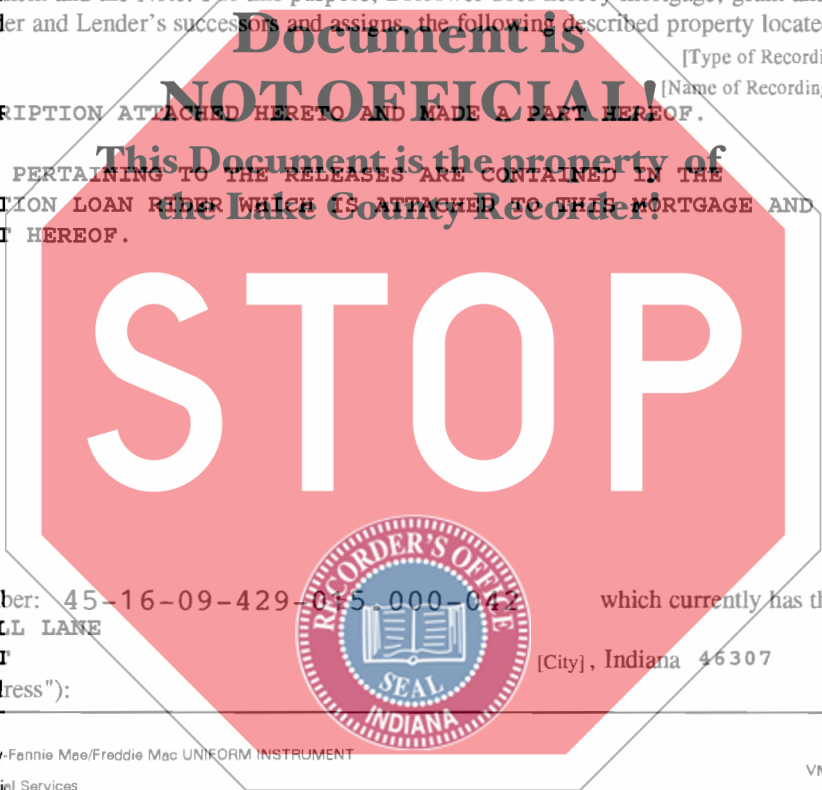 Document is
der and Lender's successors and assigns, the following described property locate
[Type of Recordi
NOT OFFICIAL!
[Name of Recording
RIPTION ATTACHED HERETO AND MADE A PART HEREOF.
This Document is the property of
PERTAINING TO THE RELEASES ARE CONTAINED IN THE
the Lake County Recorder!
TION LOAN RIDER WHICH IS ATTACHED TO THIS MORTGAGE AND
T HEREOF.
STOP
RECORDER'S OFFICE
ber: 45-16-09-429-015.000-042 which currently has th
LL LANE
T
[City], Indiana 46307
ress"):
SEAL
INDIANA
-Fannie Mae/Freddie Mac UNIFORM INSTRUMENT
VM
ial Services